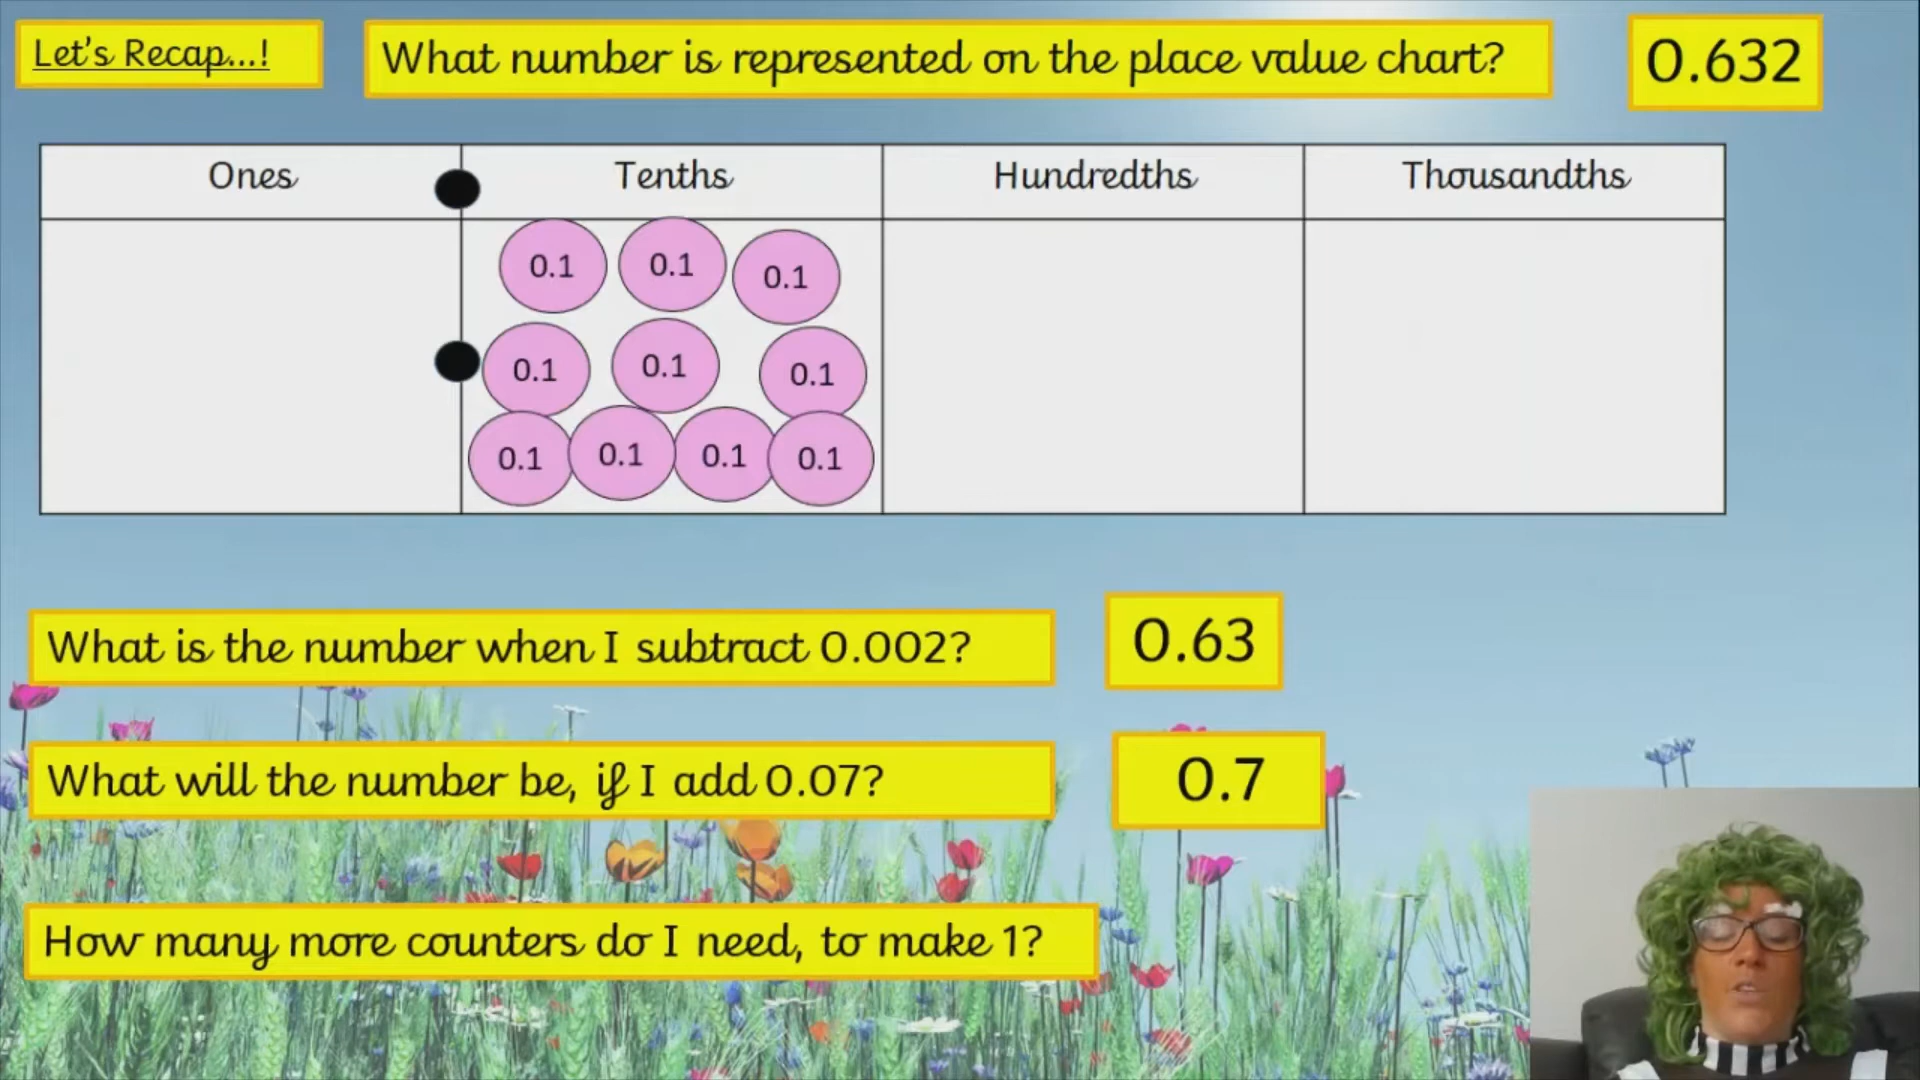 Let's Recap...!
What number is represented on the place value chart?
0.632
Ones
Tenths
Hundredths
Thousandths
0.1
0.1
0.1
0.1
0.1
0.1
0.1
0.1
0.1
0.1
What is the number when I subtract 0.002?
0.63
What will the number be, if I add 0.07?
0.7
How many more counters do I need, to make 1?